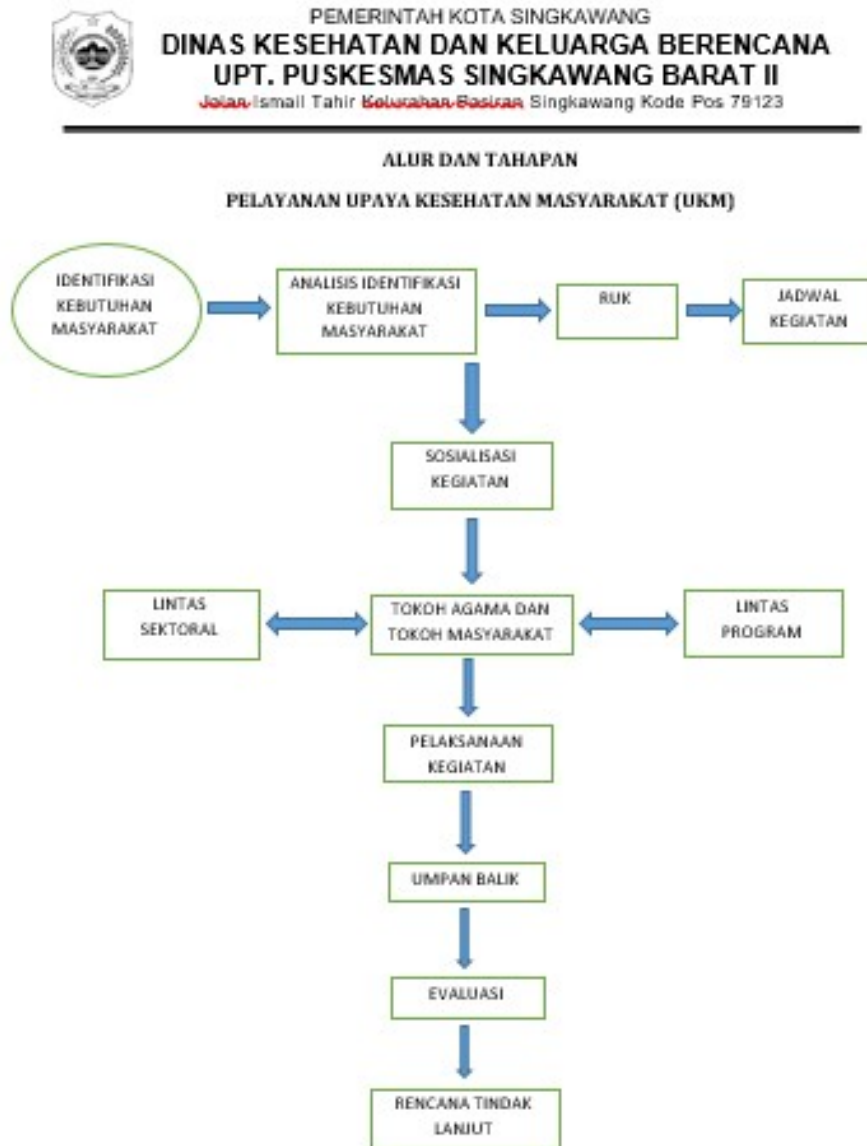 PEMERINTAH KOTA SINGKAWANG
DINAS KESEHATAN DAN KELUARGA BERENCANA
UPT. PUSKESMAS SINGKAWANG BARAT II
Jalan Ismail Tahir Kelurahan Pasiran Singkawang Kode Pos 79123
ALUR DAN TAHAPAN
PELAYANAN UPAYA KESEHATAN MASYARAKAT (UKM)
IDENTIFIKASI
KEBUTUHAN
MASYARAKAT
ANALISIS IDENTIFIKASI
KEBUTUHAN
MASYARAKAT
RUK
JADWAL
KEGIATAN
SOSIALISASI
KEGIATAN
LINTAS
SEKTORAL
TOKOH AGAMA DAN
TOKOH MASYARAKAT
LINTAS
PROGRAM
PELAKSANAAN
KEGIATAN
UMPAN BALIK
EVALUASI
RENCANA TINDAK
LANJUT